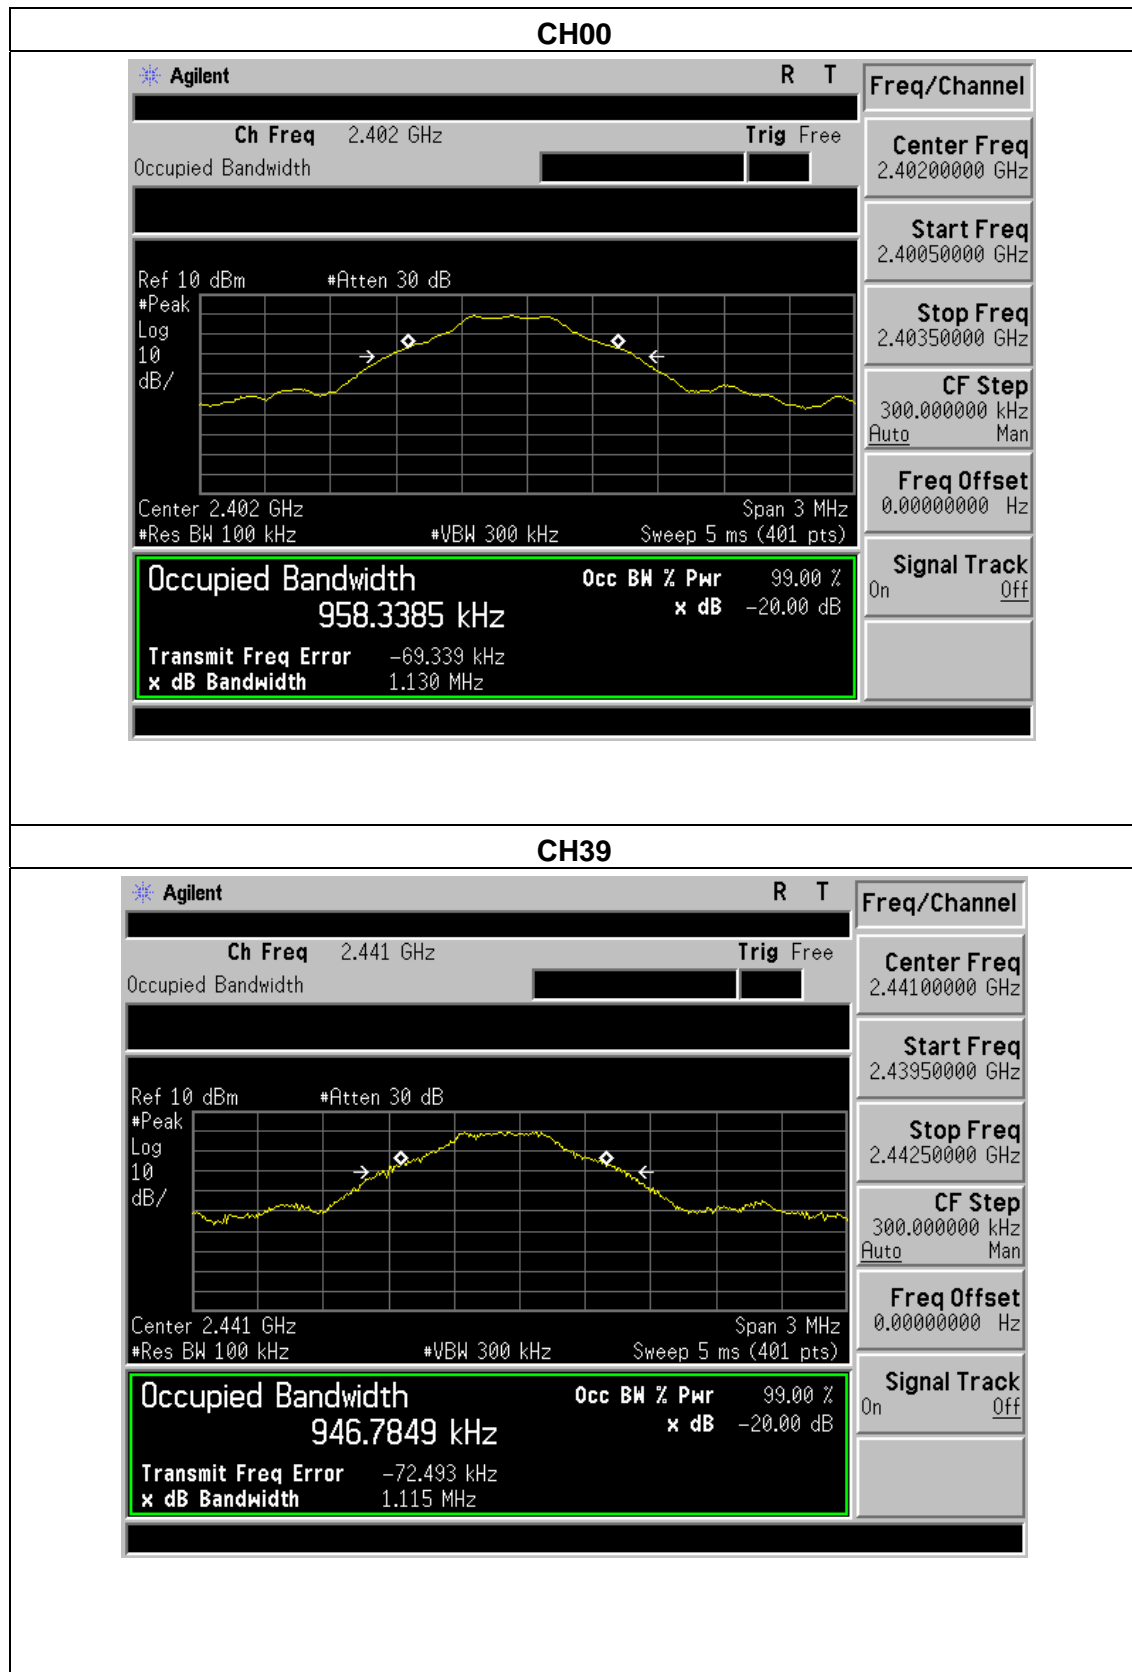 CH00
Agilent R T
Freq/Channel
Ch Freq 2.402 GHz Trig Free
Occupied Bandwidth
Center Freq
2.40200000 GHz
Start Freq
2.40050000 GHz
Stop Freq
2.40350000 GHz
CF Step
300.000000 kHz
Auto Man
Freq Offset
0.00000000 Hz
Signal Track
On Off
Ref 10 dBm #Atten 30 dB
#Peak
Log
10
dB/
Center 2.402 GHz Span 3 MHz
#Res BW 100 kHz #VBW 300 kHz Sweep 5 ms (401 pts)
Occupied Bandwidth Occ BW % Pwr 99.00 %
958.3385 kHz x dB -20.00 dB
Transmit Freq Error -69.339 kHz
x dB Bandwidth 1.130 MHz
CH39
Agilent R T
Freq/Channel
Ch Freq 2.441 GHz Trig Free
Occupied Bandwidth
Center Freq
2.44100000 GHz
Start Freq
2.43950000 GHz
Stop Freq
2.44250000 GHz
CF Step
300.000000 kHz
Auto Man
Freq Offset
0.00000000 Hz
Signal Track
On Off
Ref 10 dBm #Atten 30 dB
#Peak
Log
10
dB/
Center 2.441 GHz Span 3 MHz
#Res BW 100 kHz #VBW 300 kHz Sweep 5 ms (401 pts)
Occupied Bandwidth Occ BW % Pwr 99.00 %
946.7849 kHz x dB -20.00 dB
Transmit Freq Error -72.493 kHz
x dB Bandwidth 1.115 MHz